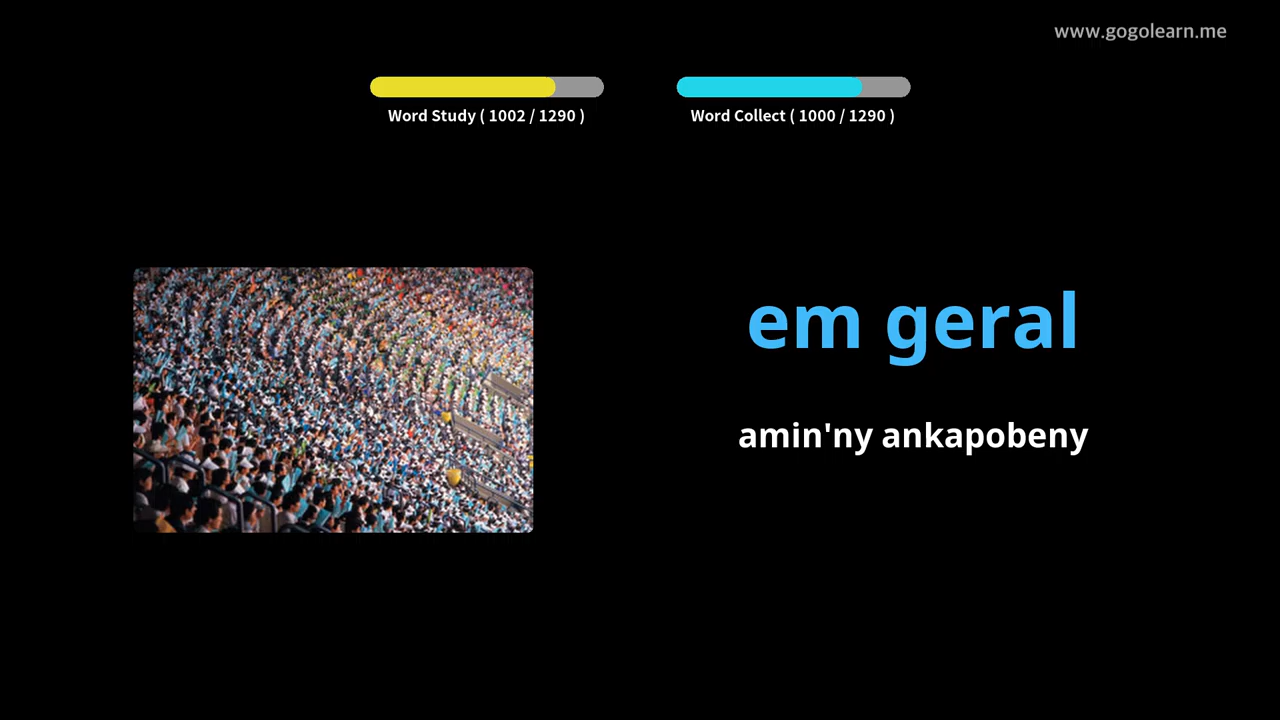 www.gogolearn.me
Word Study ( 1002 / 1290 )
Word Collect ( 1000 / 1290 )
em geral
amin'ny ankapobeny